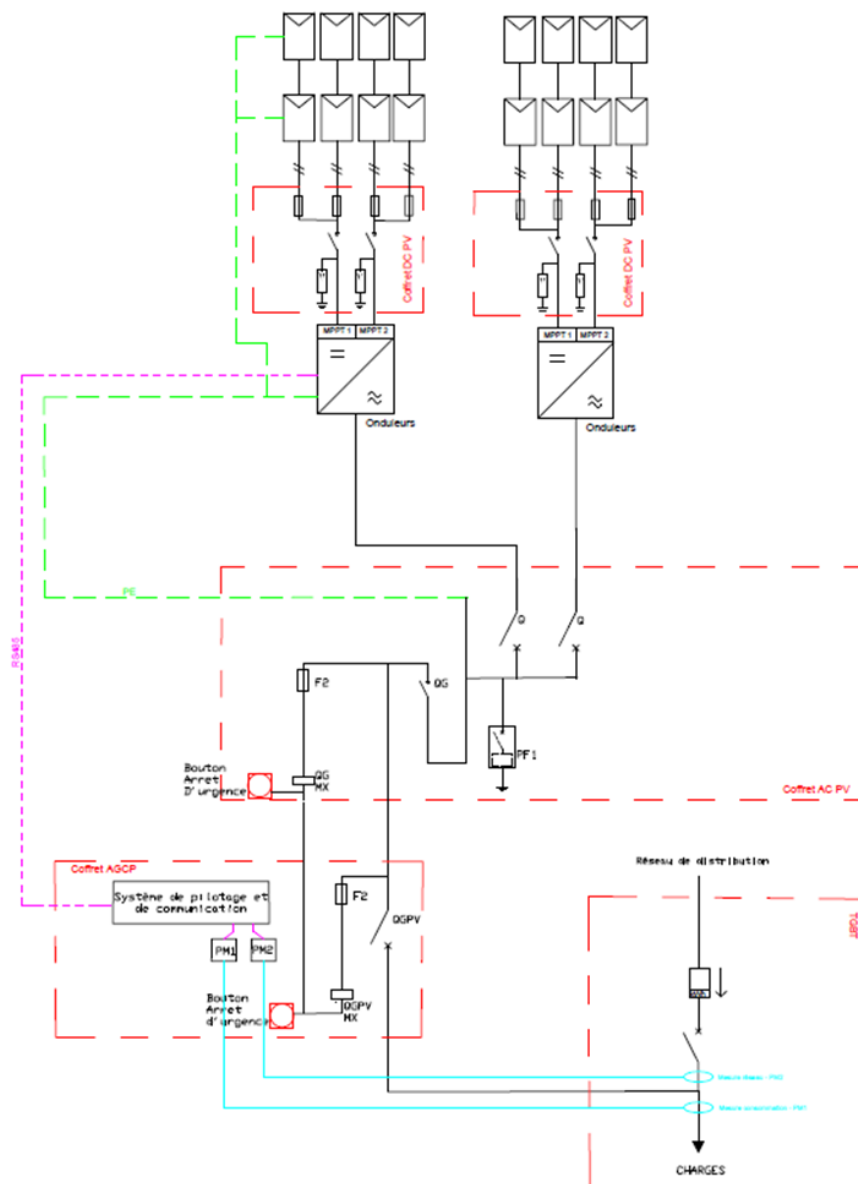 Coffret DC PV
Coffret DC PV
MPPT 1
MPPT 2
MPPT 1
MPPT 2
Onduleurs
Onduleurs
PE
RS485
Q
Q
F2
QG
PF1
Bouton
Arret
D'urgence
QG
MX
Coffret AC PV
Coffret AGCP
Réseau de distribution
Système de pilotage et
de communication
F2
QGPV
TGBT
PM1
PM2
kWh
Bouton
Arret
d'urgence
QGPV
MX
CHARGES